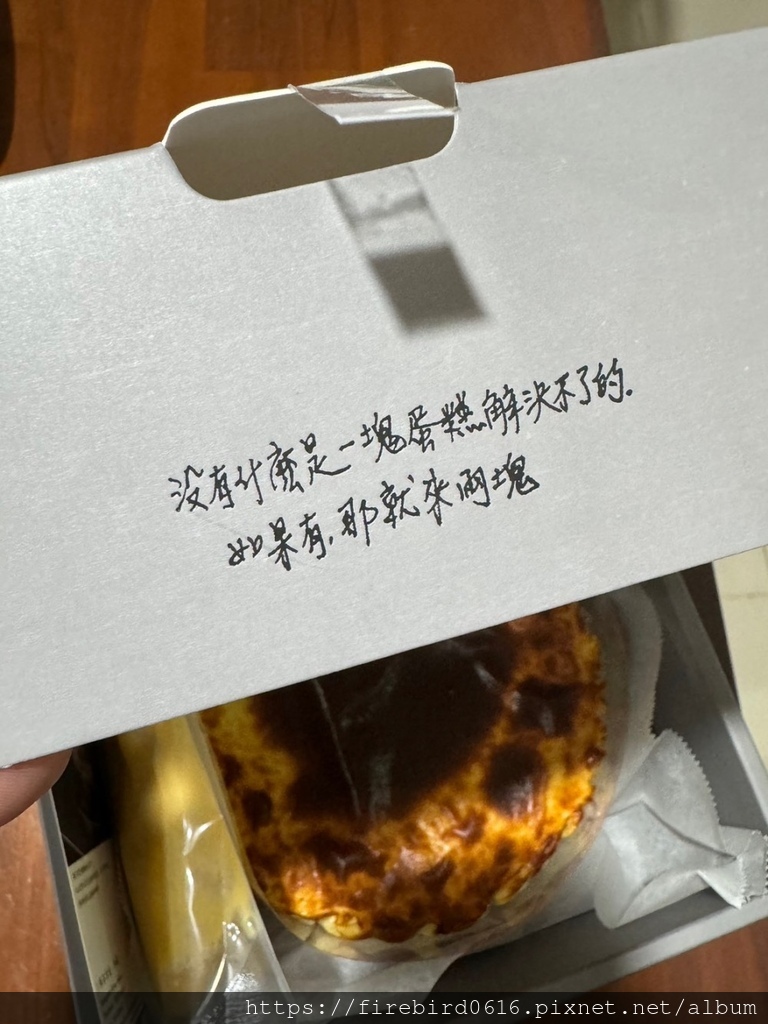 沒有什麼是一塊蛋糕解決不了的。
如果有，那就來兩塊
https://firebird0616.pixnet.net/album